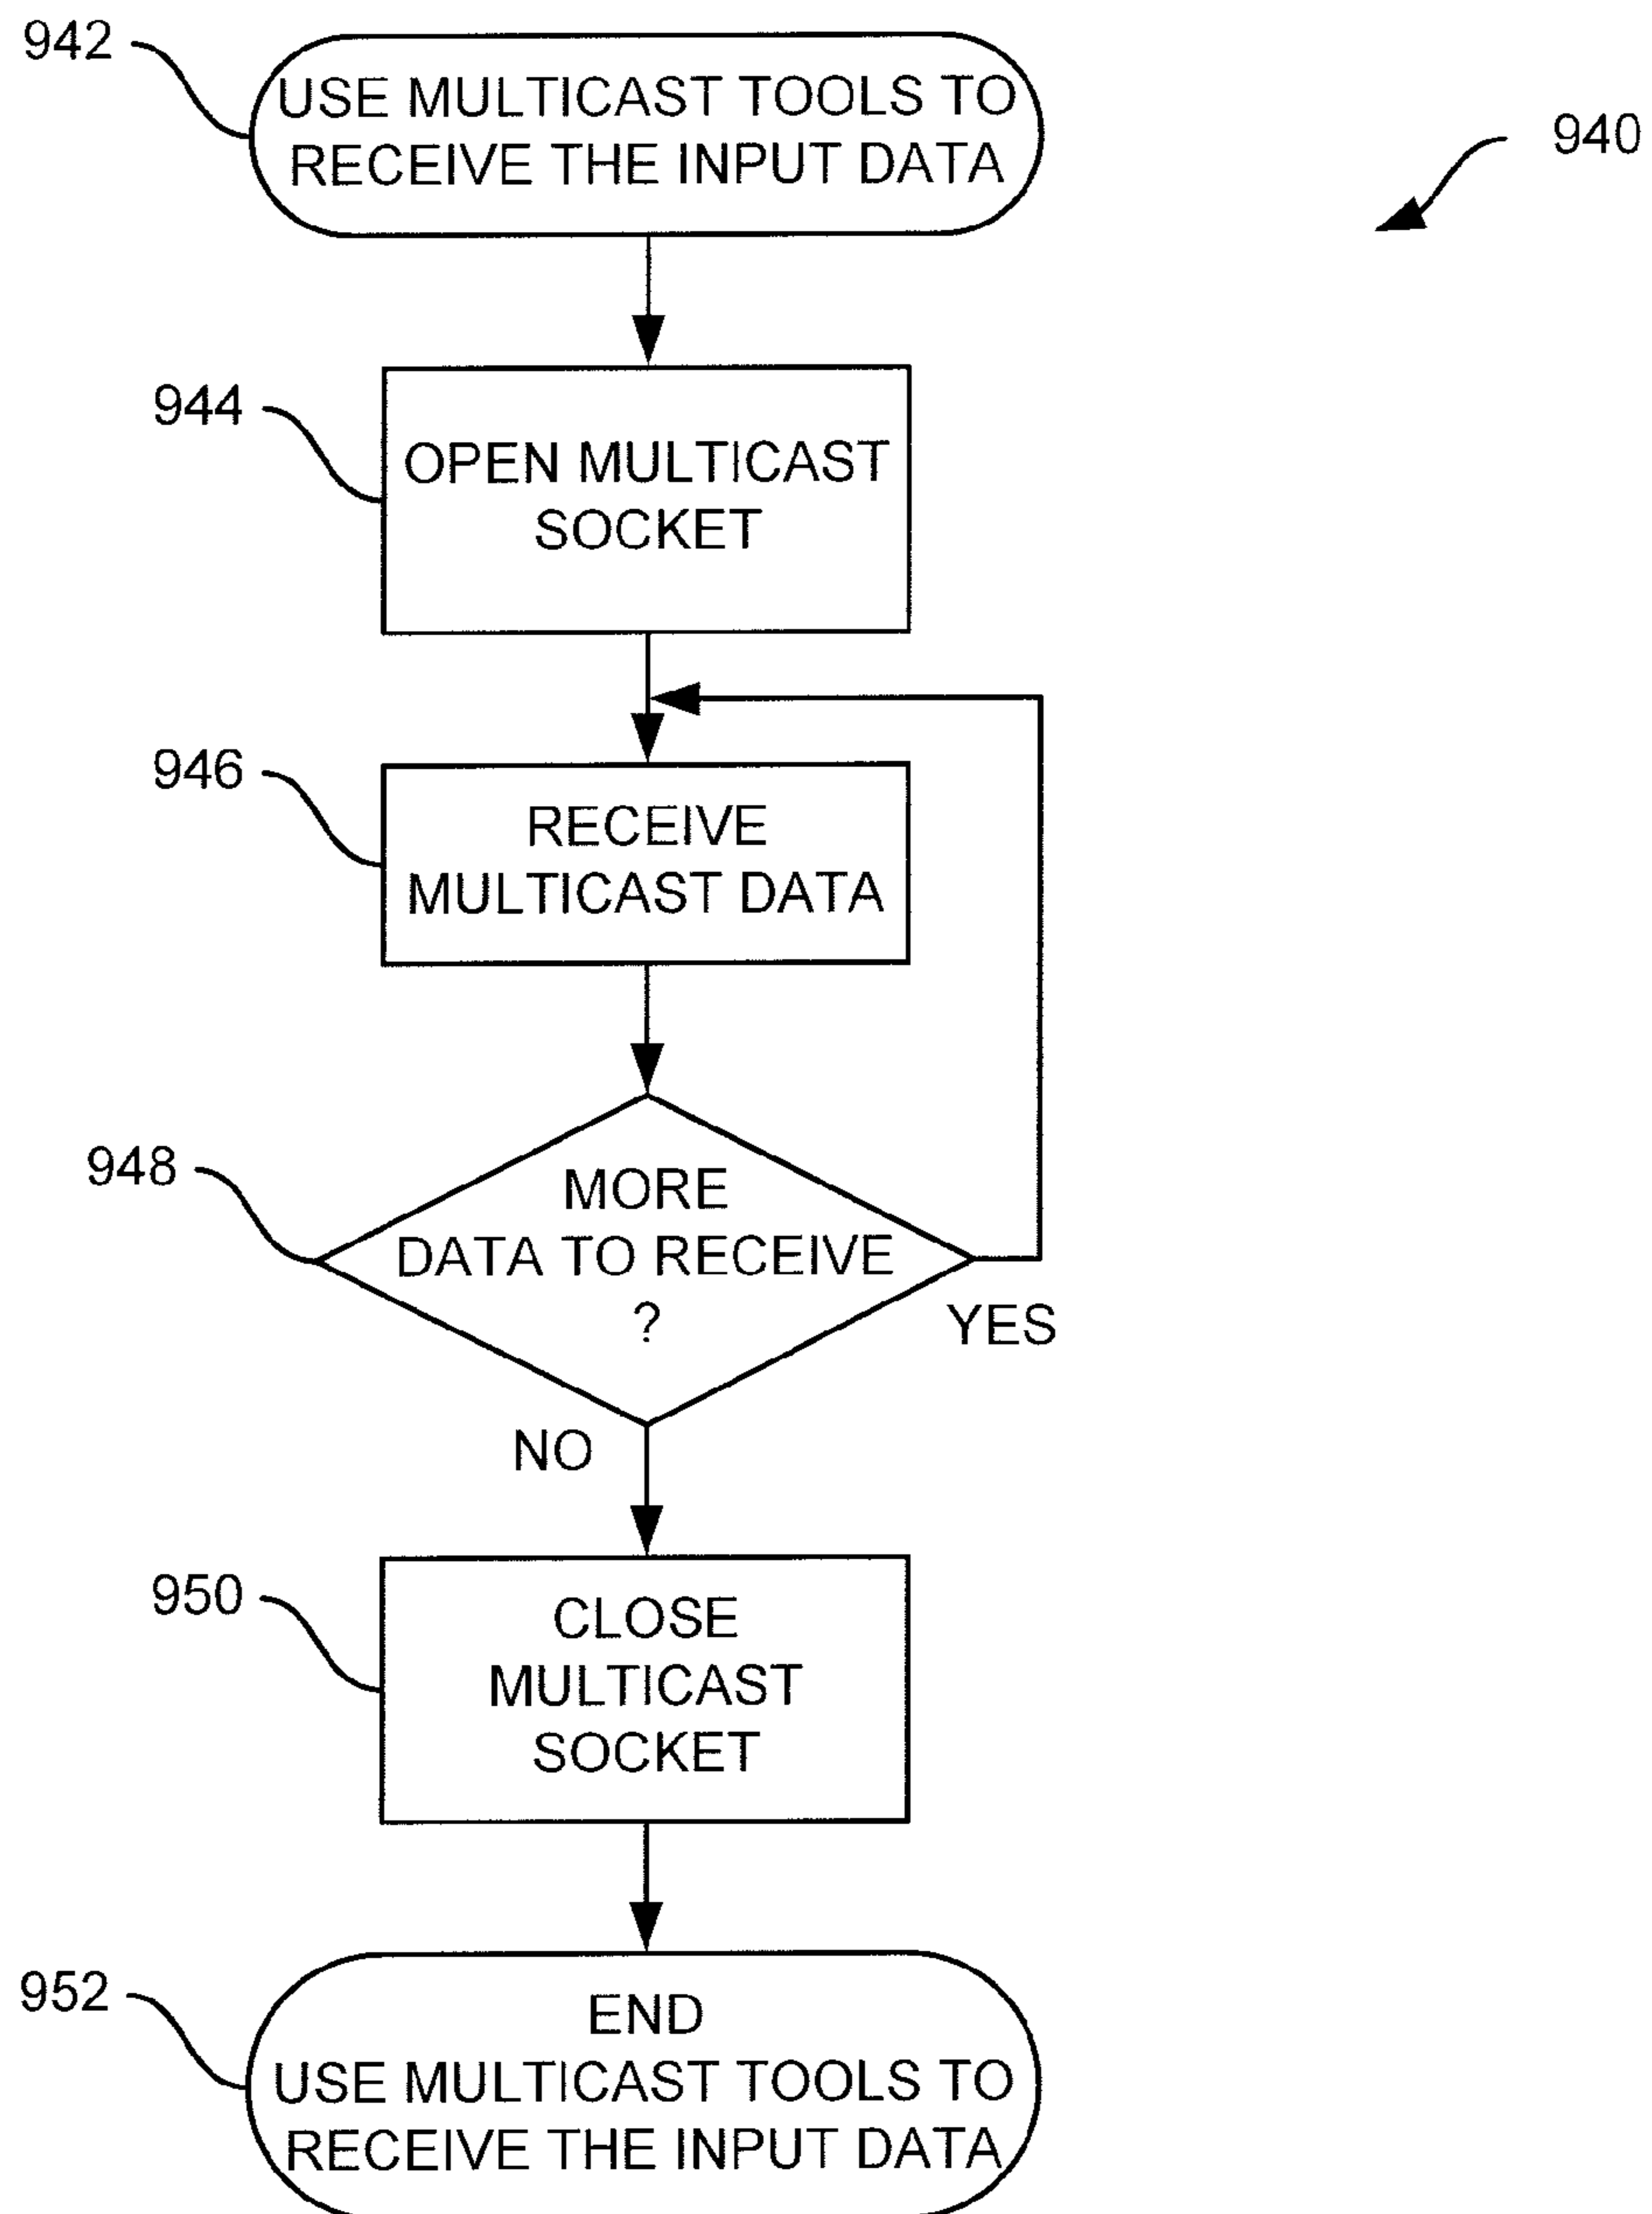 942
USE MULTICAST TOOLS TO
RECEIVE THE INPUT DATA
940
944
OPEN MULTICAST
SOCKET
946
RECEIVE
MULTICAST DATA
948
MORE
DATA TO RECEIVE
?
YES
NO
950
CLOSE
MULTICAST
SOCKET
952
END
USE MULTICAST TOOLS TO
RECEIVE THE INPUT DATA